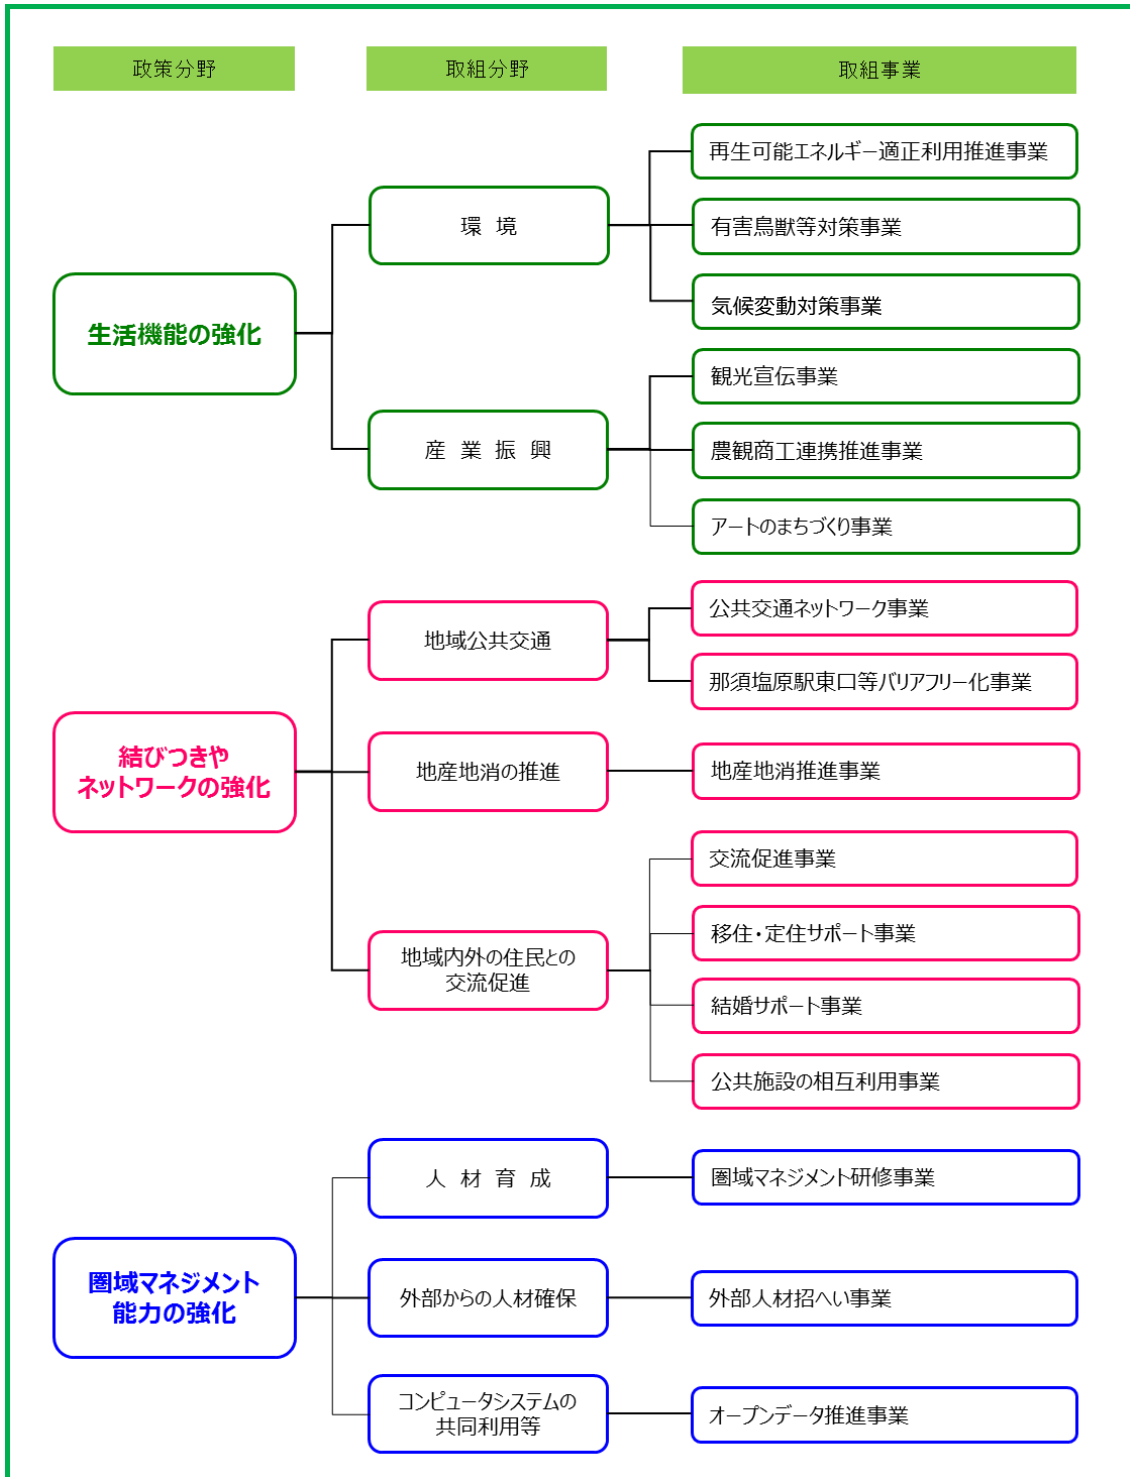 政策分野
取組分野
取組事業
生活機能の強化
環 境
再生可能エネルギー適正利用推進事業
有害鳥獣等対策事業
気候変動対策事業
産 業 振 興
観光宣伝事業
農観商工連携推進事業
アートのまちづくり事業
結びつきや
ネットワークの強化
地域公共交通
公共交通ネットワーク事業
那須塩原駅東口等バリアフリー化事業
地産地消の推進
地産地消推進事業
地域内外の住民との
交流促進
交流促進事業
移住・定住サポート事業
結婚サポート事業
公共施設の相互利用事業
圏域マネジメント
能力の強化
人 材 育 成
圏域マネジメント研修事業
外部からの人材確保
外部人材招へい事業
コンピュータシステムの
共同利用等
オープンデータ推進事業